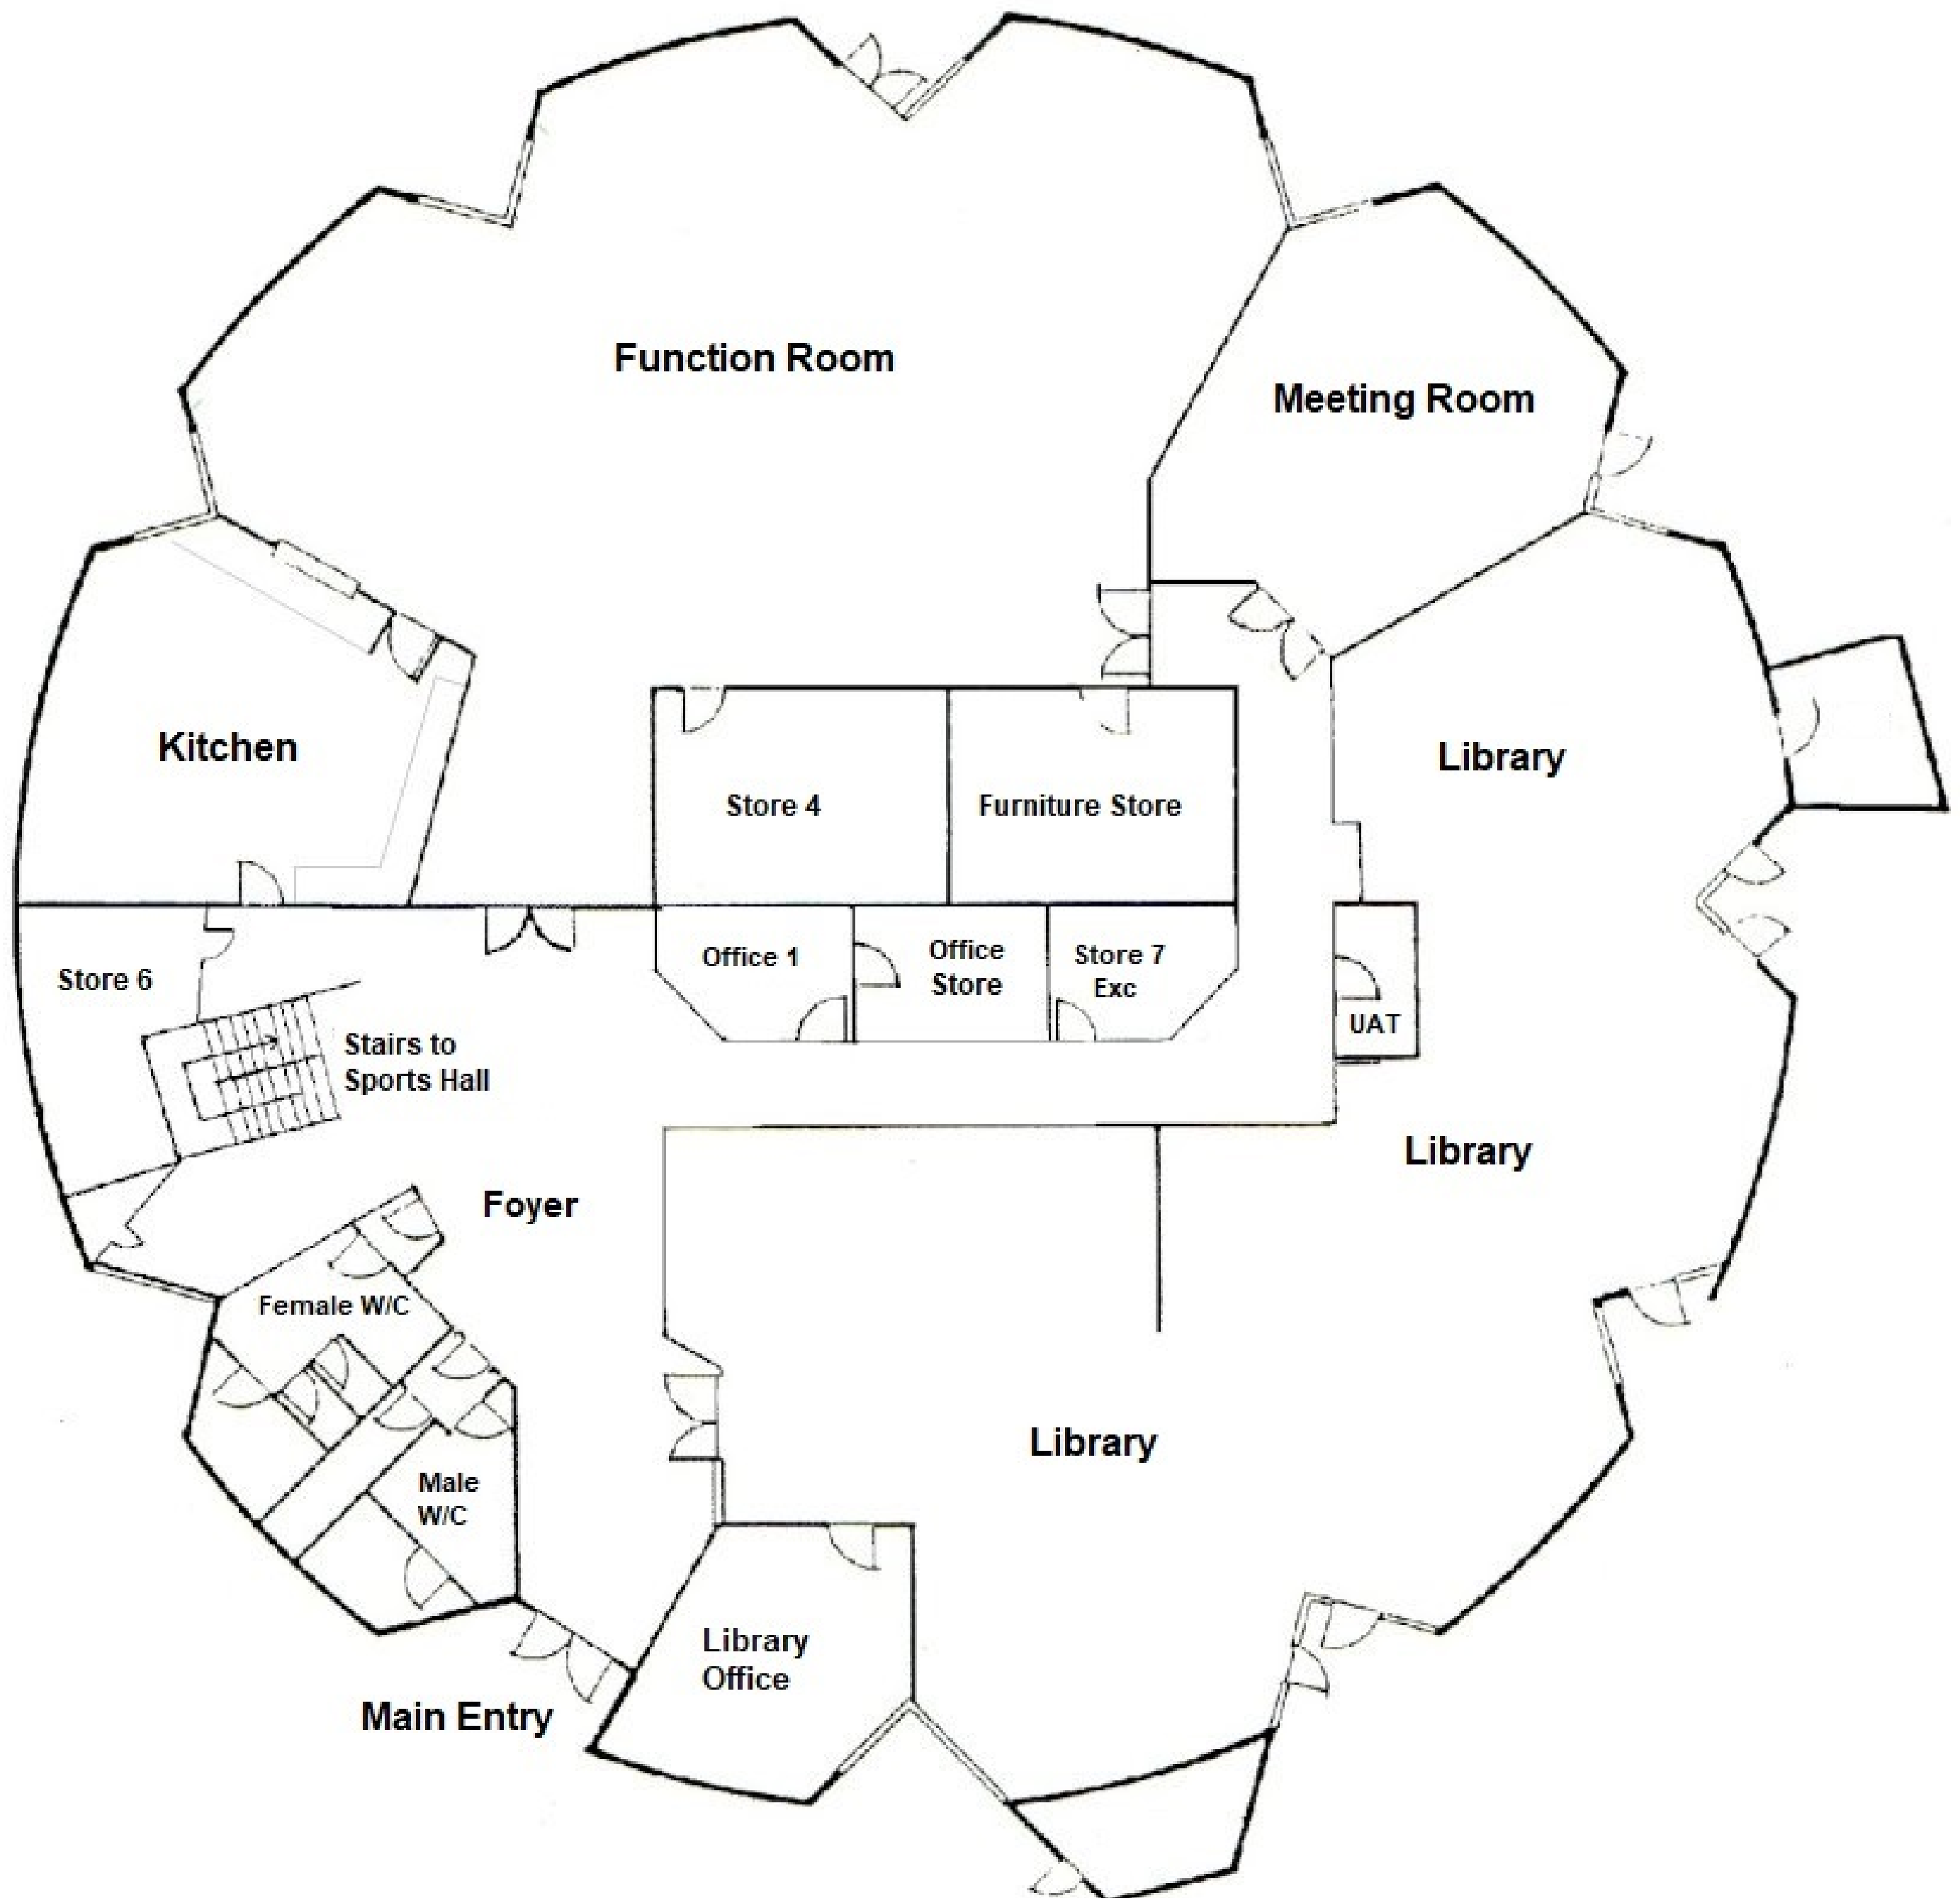 Function Room
Meeting Room
Kitchen
Library
Store 4
Furniture Store
Office 1
Office
Store
Store 7
Exc
Store 6
UAT
Stairs to
Sports Hall
Library
Foyer
Female W/C
Library
Male
W/C
Library
Office
Main Entry